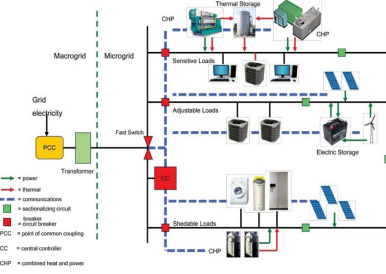 Thermal Storage
CHP
CHP
Macrogrid
Microgrid
Sensitive Loads
Grid
electricity
Adjustable Loads
Fast Switch
PCC
Transformer
Electric Storage
CC
= power
= thermal
= communications
= sectionalizing circuit
breaker
= circuit breaker
PCC = point of common coupling
CC = central controller
CHP = combined heat and power
Shedable Loads
CHP